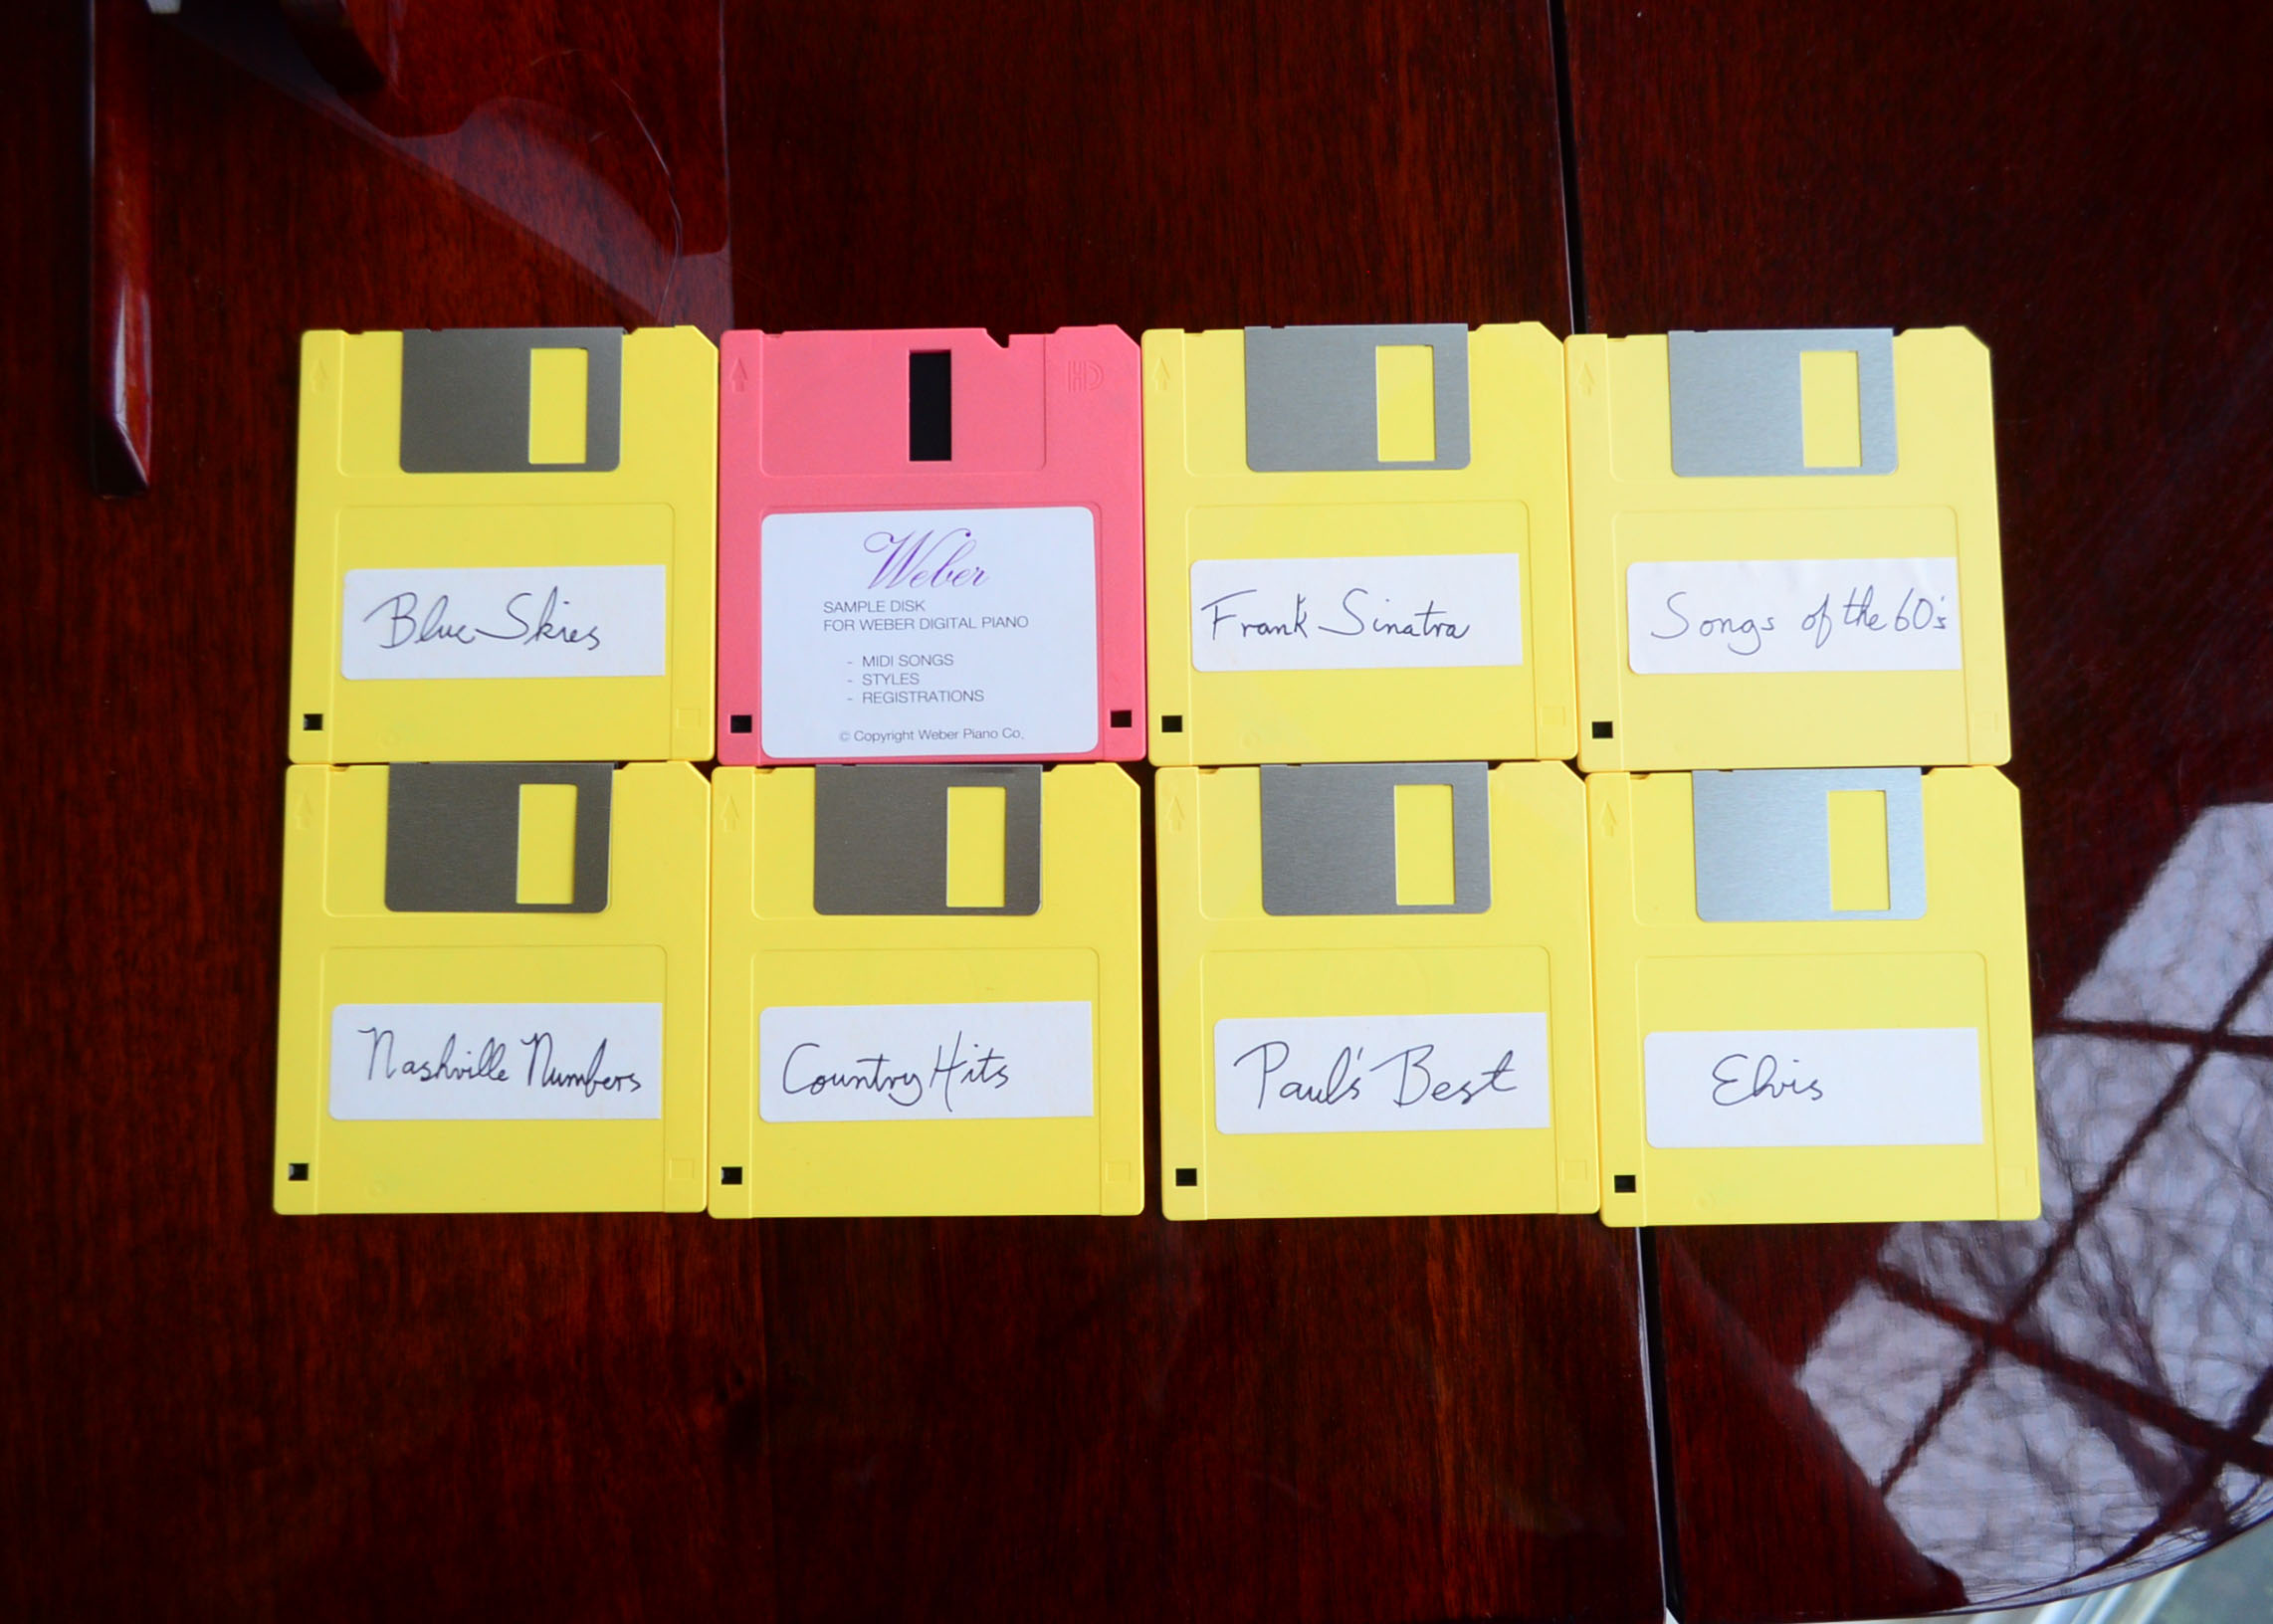 Blue Skies
HD
Weber
SAMPLE DISK
FOR WEBER DIGITAL PIANO
- MIDI SONGS
- STYLES
- REGISTRATIONS
© Copyright Weber Piano Co.
Frank Sinatra
Songs of the 60's
Nashville Numbers
Country Hits
Paul's Best
Elvis